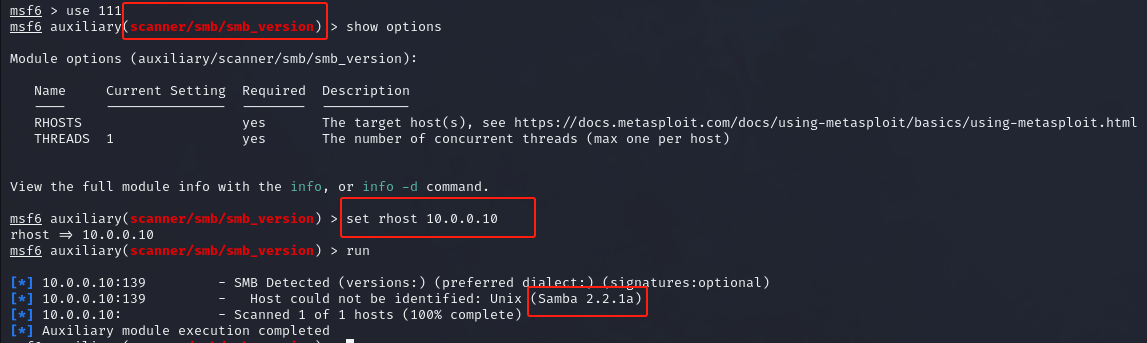 msf6 > use 111
msf6 auxiliary(scanner/smb/smb_version) > show options
Module options (auxiliary/scanner/smb/smb_version):
Name Current Setting Required Description
---- --------------- -------- -----------
RHOSTS yes The target host(s), see https://docs.metasploit.com/docs/using-metasploit/basics/using-metasploit.html
THREADS 1 yes The number of concurrent threads (max one per host)
View the full module info with the info, or info -d command.
msf6 auxiliary(scanner/smb/smb_version) > set rhost 10.0.0.10
rhost => 10.0.0.10
msf6 auxiliary(scanner/smb/smb_version) > run
[*] 10.0.0.10:139 - SMB Detected (versions:) (preferred dialect:) (signatures:optional)
[*] 10.0.0.10:139 - Host could not be identified: Unix (Samba 2.2.1a)
[*] 10.0.0.10: - Scanned 1 of 1 hosts (100% complete)
[*] Auxiliary module execution completed